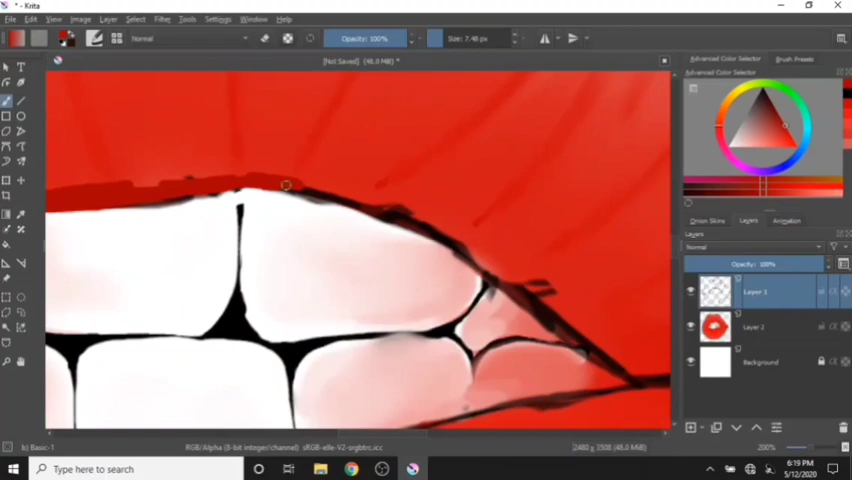 * - Krita
File Edit View Image Layer Select Filter Tools Settings Window Help
Normal Opacity: 100% Size: 7.48 px
[Not Saved] (48.0 MiB) *
Advanced Color Selector Brush Presets
Advanced Color Selector
Onion Skins Layers Animation
Layers
Normal
Opacity: 100%
Layer 1
Layer 2
Background
b) Basic-1 RGB/Alpha (8-bit integer/channel) sRGB-elle-V2-srgbtrc.icc 2480 x 3508 (48.0 MiB) 200%
Type here to search
6:19 PM
5/12/2020